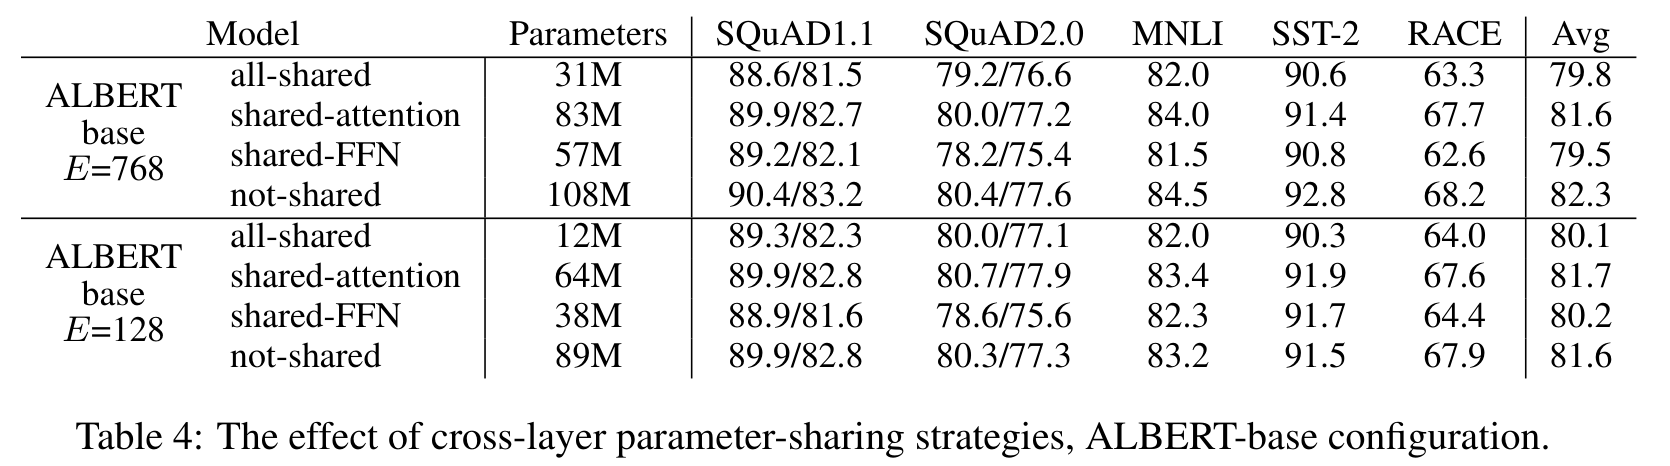 Model Parameters SQuAD1.1 SQuAD2.0 MNLI SST-2 RACE Avg
ALBERT base E=768
all-shared 31M 88.6/81.5 79.2/76.6 82.0 90.6 63.3 79.8
shared-attention 83M 89.9/82.7 80.0/77.2 84.0 91.4 67.7 81.6
shared-FFN 57M 89.2/82.1 78.2/75.4 81.5 90.8 62.6 79.5
not-shared 108M 90.4/83.2 80.4/77.6 84.5 92.8 68.2 82.3
ALBERT base E=128
all-shared 12M 89.3/82.3 80.0/77.1 82.0 90.3 64.0 80.1
shared-attention 64M 89.9/82.8 80.7/77.9 83.4 91.9 67.6 81.7
shared-FFN 38M 88.9/81.6 78.6/75.6 82.3 91.7 64.4 80.2
not-shared 89M 89.9/82.8 80.3/77.3 83.2 91.5 67.9 81.6
Table 4: The effect of cross-layer parameter-sharing strategies, ALBERT-base configuration.